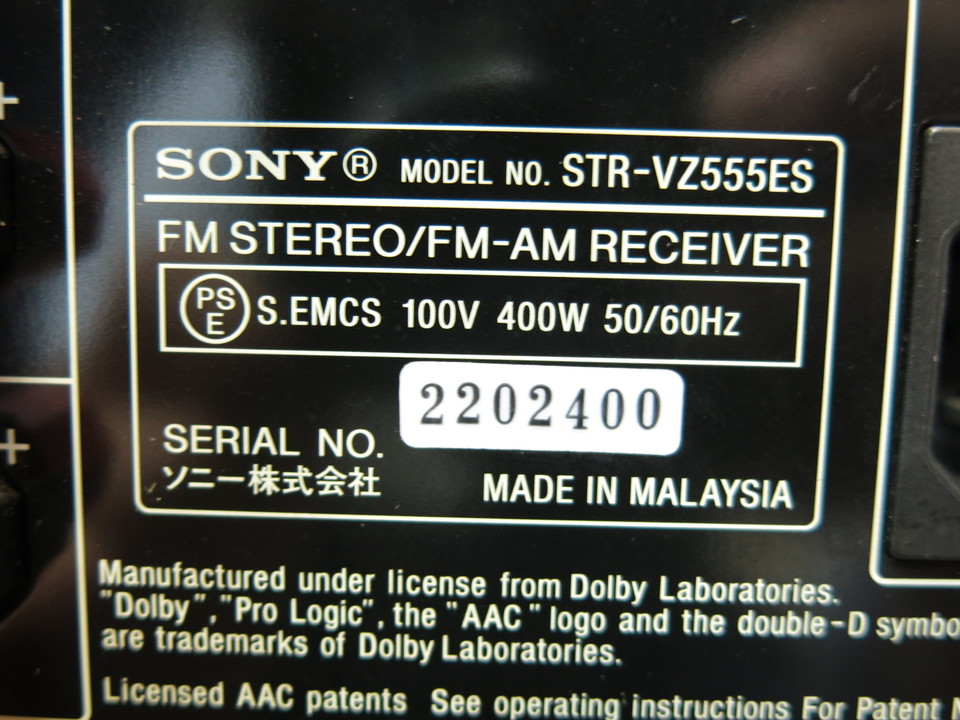 SONY® MODEL NO. STR-VZ555ES
FM STEREO/FM-AM RECEIVER
PSE S.EMCS 100V 400W 50/60Hz
2202400
SERIAL NO.
ソニー株式会社
MADE IN MALAYSIA
Manufactured under license from Dolby Laboratories.
"Dolby","Pro Logic", the "AAC" logo and the double-D symbo
are trademarks of Dolby Laboratories.
Licensed AAC patents See operating instructions For Patent